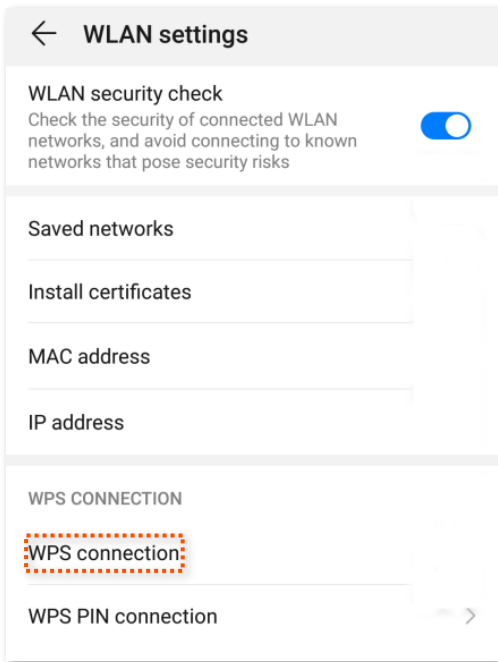 WLAN settings
WLAN security check
Check the security of connected WLAN
networks, and avoid connecting to known
networks that pose security risks
Saved networks
Install certificates
MAC address
IP address
WPS CONNECTION
WPS connection
WPS PIN connection